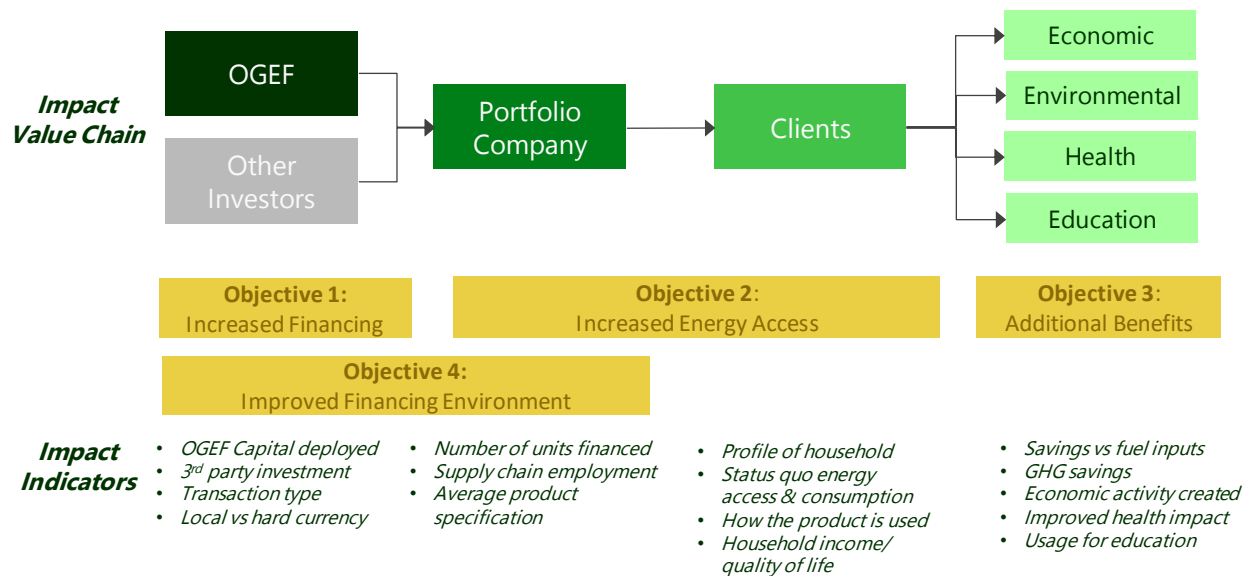 Impact
Value Chain
OGEF
Other
Investors
Portfolio
Company
Clients
Economic
Environmental
Health
Education
Objective 1:
Increased Financing
Objective 2:
Increased Energy Access
Objective 3:
Additional Benefits
Objective 4:
Improved Financing Environment
Impact
Indicators
• OGEF Capital deployed
• 3rd party investment
• Transaction type
• Local vs hard currency
• Number of units financed
• Supply chain employment
• Average product
specification
• Profile of household
• Status quo energy
access & consumption
• How the product is used
• Household income/
quality of life
• Savings vs fuel inputs
• GHG savings
• Economic activity created
• Improved health impact
• Usage for education